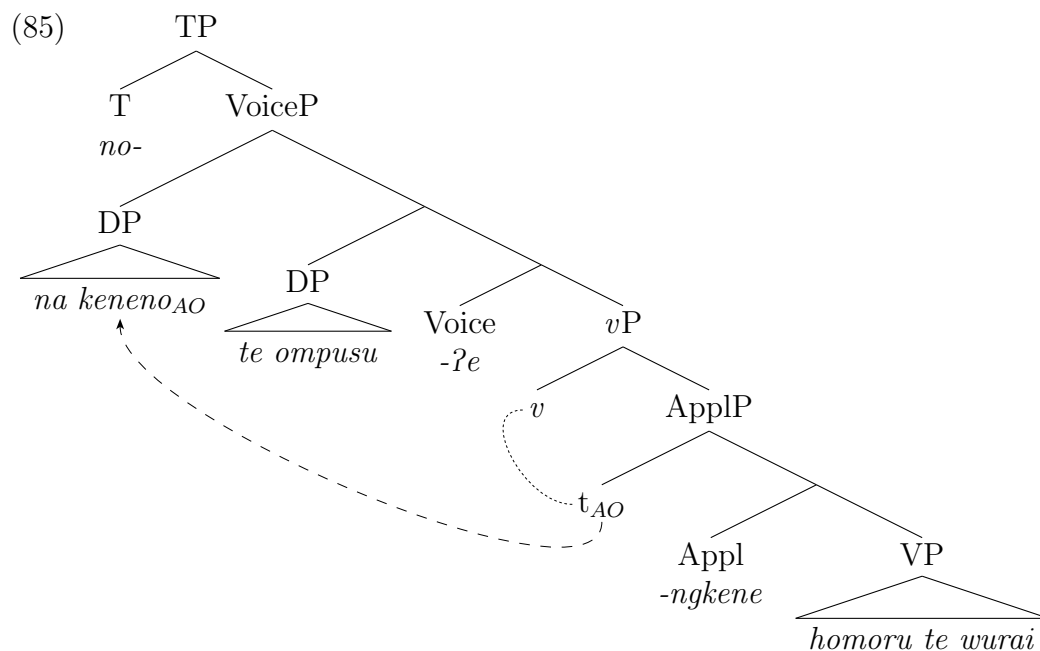 (85) TP
T VoiceP
no-
DP
DP
na keneno_AO
Voice vP
te ompusu
-ʔe
v ApplP
t_AO
Appl VP
-ngkene
homoru te wurai